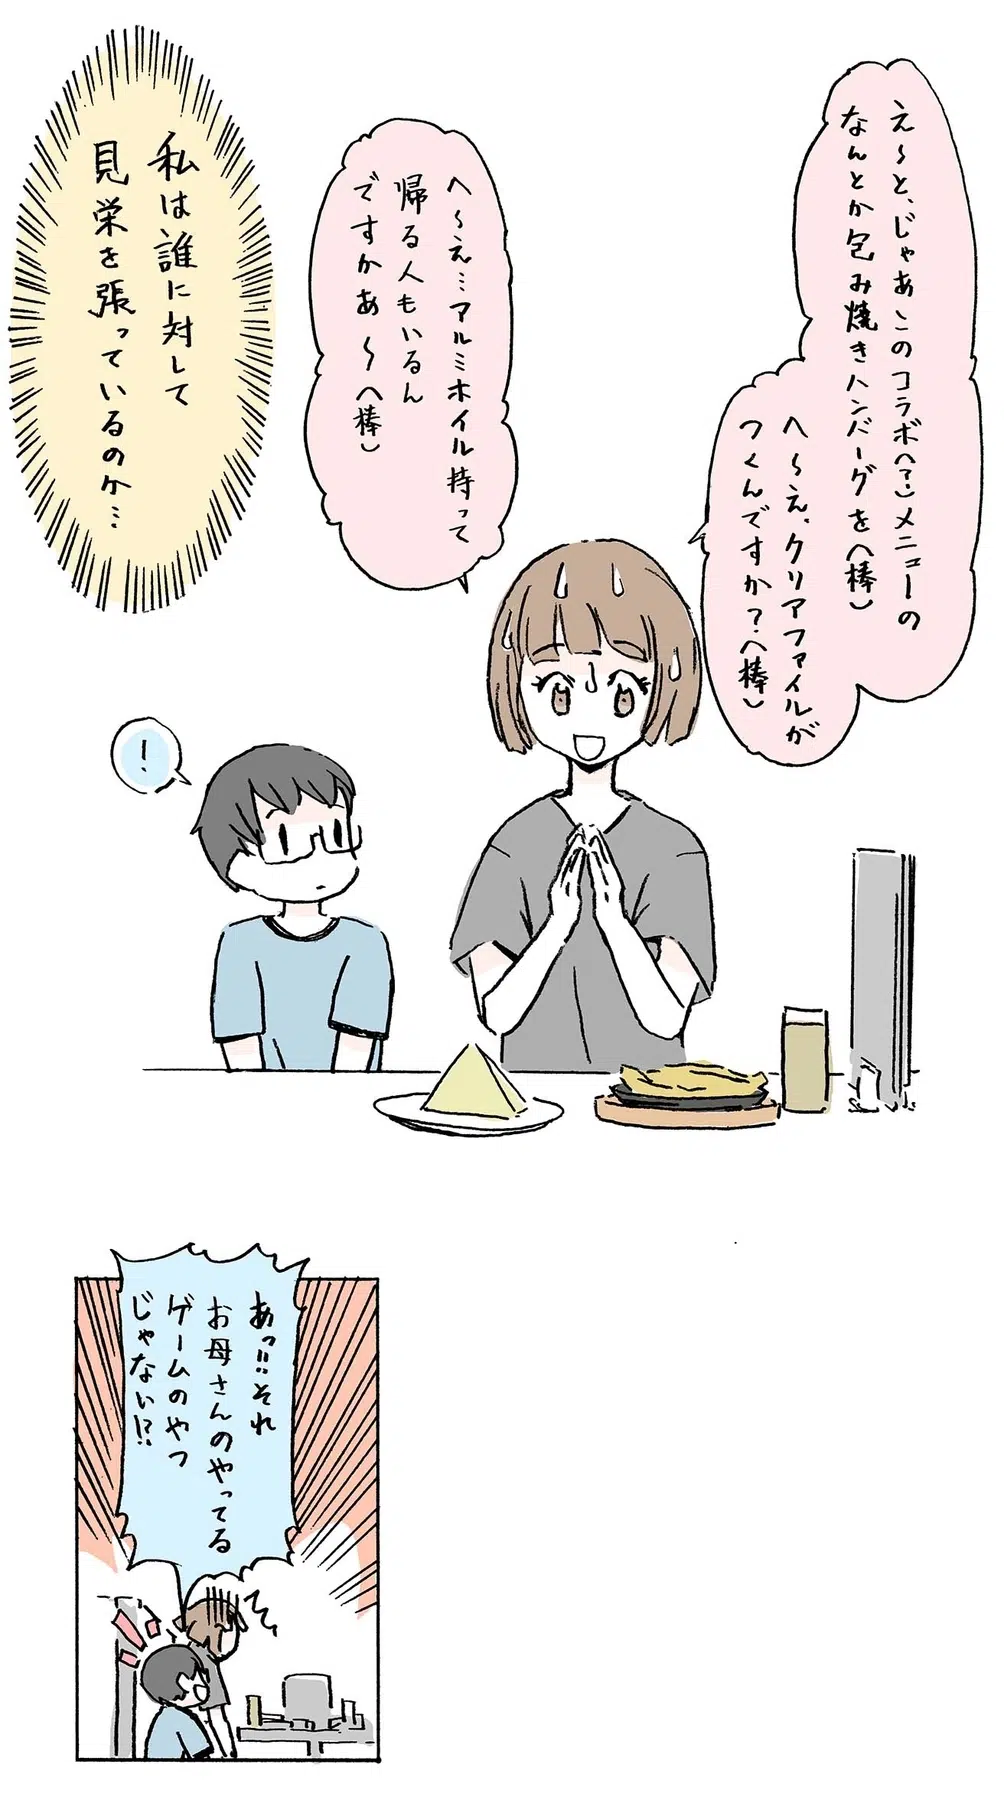 え〜と、じゃあこのコラボ(?)メニューの
なんとか包み焼きハンバーグを(棒)
へ〜え、クリアファイルが
つくんですか?(棒)
へ〜え…アルミホイル持って
帰る人もいるん
ですかあ〜(棒)
私は誰に対して
見栄を張っているのか…
!
あっ!!それ
お母さんのやってる
ゲームのやつ
じゃない!?